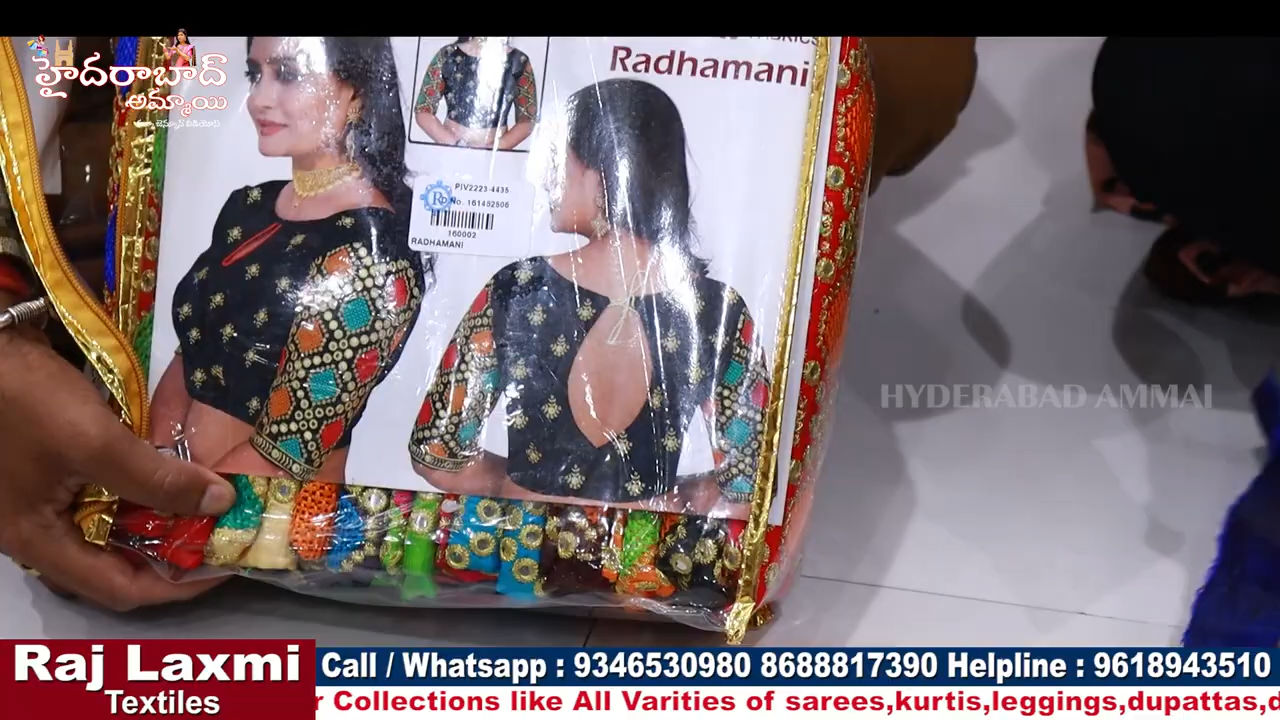 హైదరాబాద్
అమ్మాయి
FABRICS
Radhamani
PIV2223-4435
No. 161452506
160002
RADHAMANI
HYDERABAD AMMAI
Raj Laxmi
Textiles
Call / Whatsapp : 9346530980 8688817390 Helpline : 9618943510
r Collections like All Varities of sarees,kurtis,leggings,dupattas,d